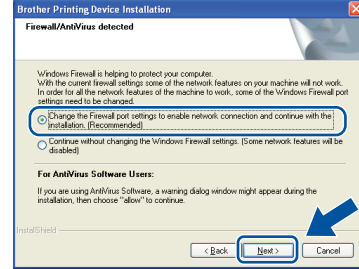 Brother Printing Device Installation
Firewall/AntiVirus detected
Windows Firewall is helping to protect your computer.
With the current firewall settings some of the network features on your machine will not work.
In order for all network features of the machine to work, some of the Windows Firewall port
settings need to be changed.
Change the Firewall port settings to enable network connection and continue with the
installation. (Recommended)
Continue without changing the Windows Firewall settings. (Some network features will be
disabled)
For AntiVirus Software Users:
If you are using AntiVirus Software, a warning dialog window might appear during the
installation, then choose "allow" to continue.
InstallShield
< Back
Next >
Cancel